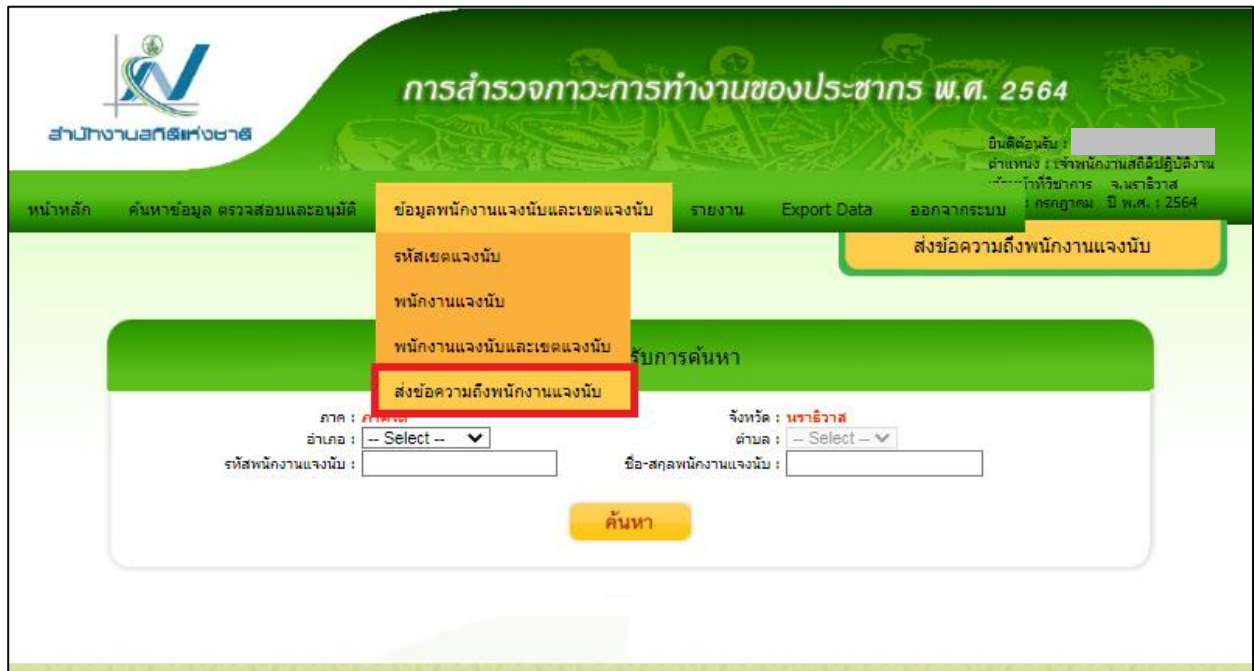 การสำรวจภาวะการทำงานของประชากร พ.ศ. 2564
สำนักงานสถิติแห่งชาติ
ยินดีต้อนรับ :
ตำแหน่ง : เจ้าพนักงานสถิติปฏิบัติงาน
จ.นราธิวาส
: กรกฎาคม ปี พ.ศ. : 2564
หน้าหลัก ค้นหาข้อมูล ตรวจสอบและอนุมัติ ข้อมูลพนักงานแจงนับและเขตแจงนับ รายงาน Export Data ออกจากระบบ
ส่งข้อความถึงพนักงานแจงนับ
รหัสเขตแจงนับ
พนักงานแจงนับ
พนักงานแจงนับและเขตแจงนับ
รับการค้นหา
ส่งข้อความถึงพนักงานแจงนับ
ภาค : จังหวัด : นราธิวาส
อำเภอ : -- Select -- ตำบล : -- Select --
รหัสพนักงานแจงนับ : ชื่อ-สกุลพนักงานแจงนับ :
ค้นหา